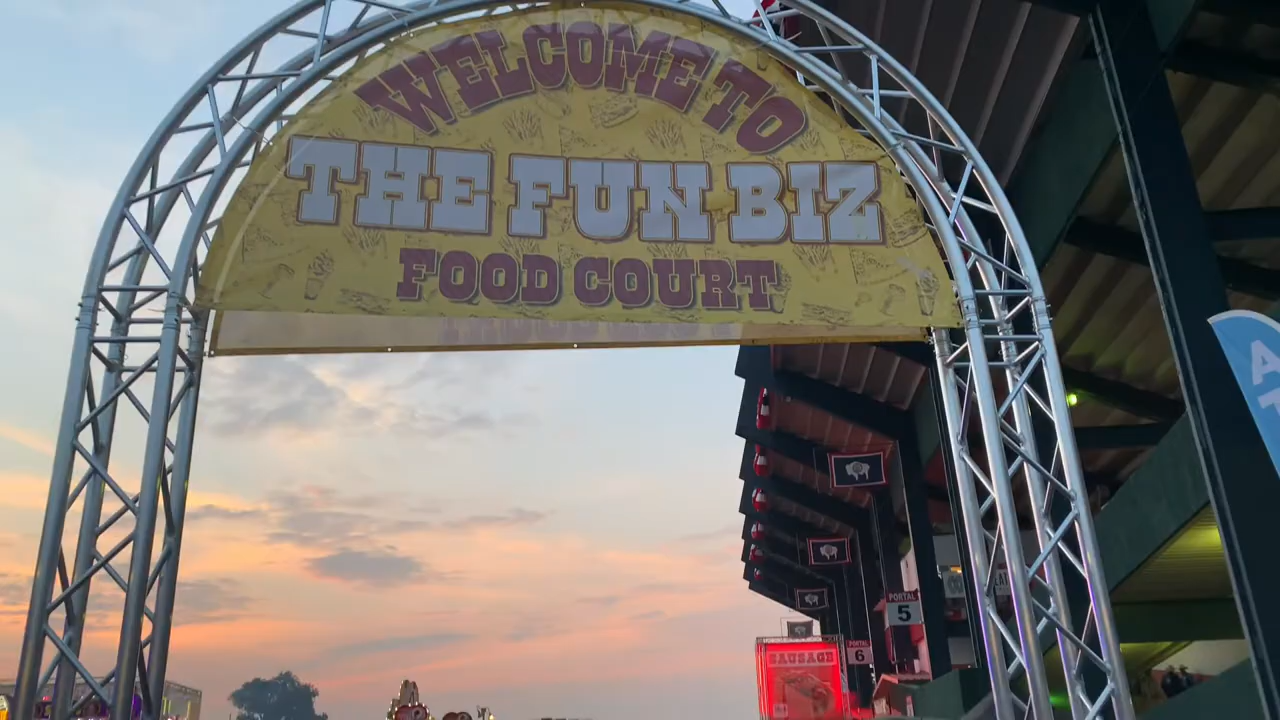 WELCOME TO
THE FUN BIZ
FOOD COURT
PORTAL
5
PORTAL
6
SAUSAGE
A
T